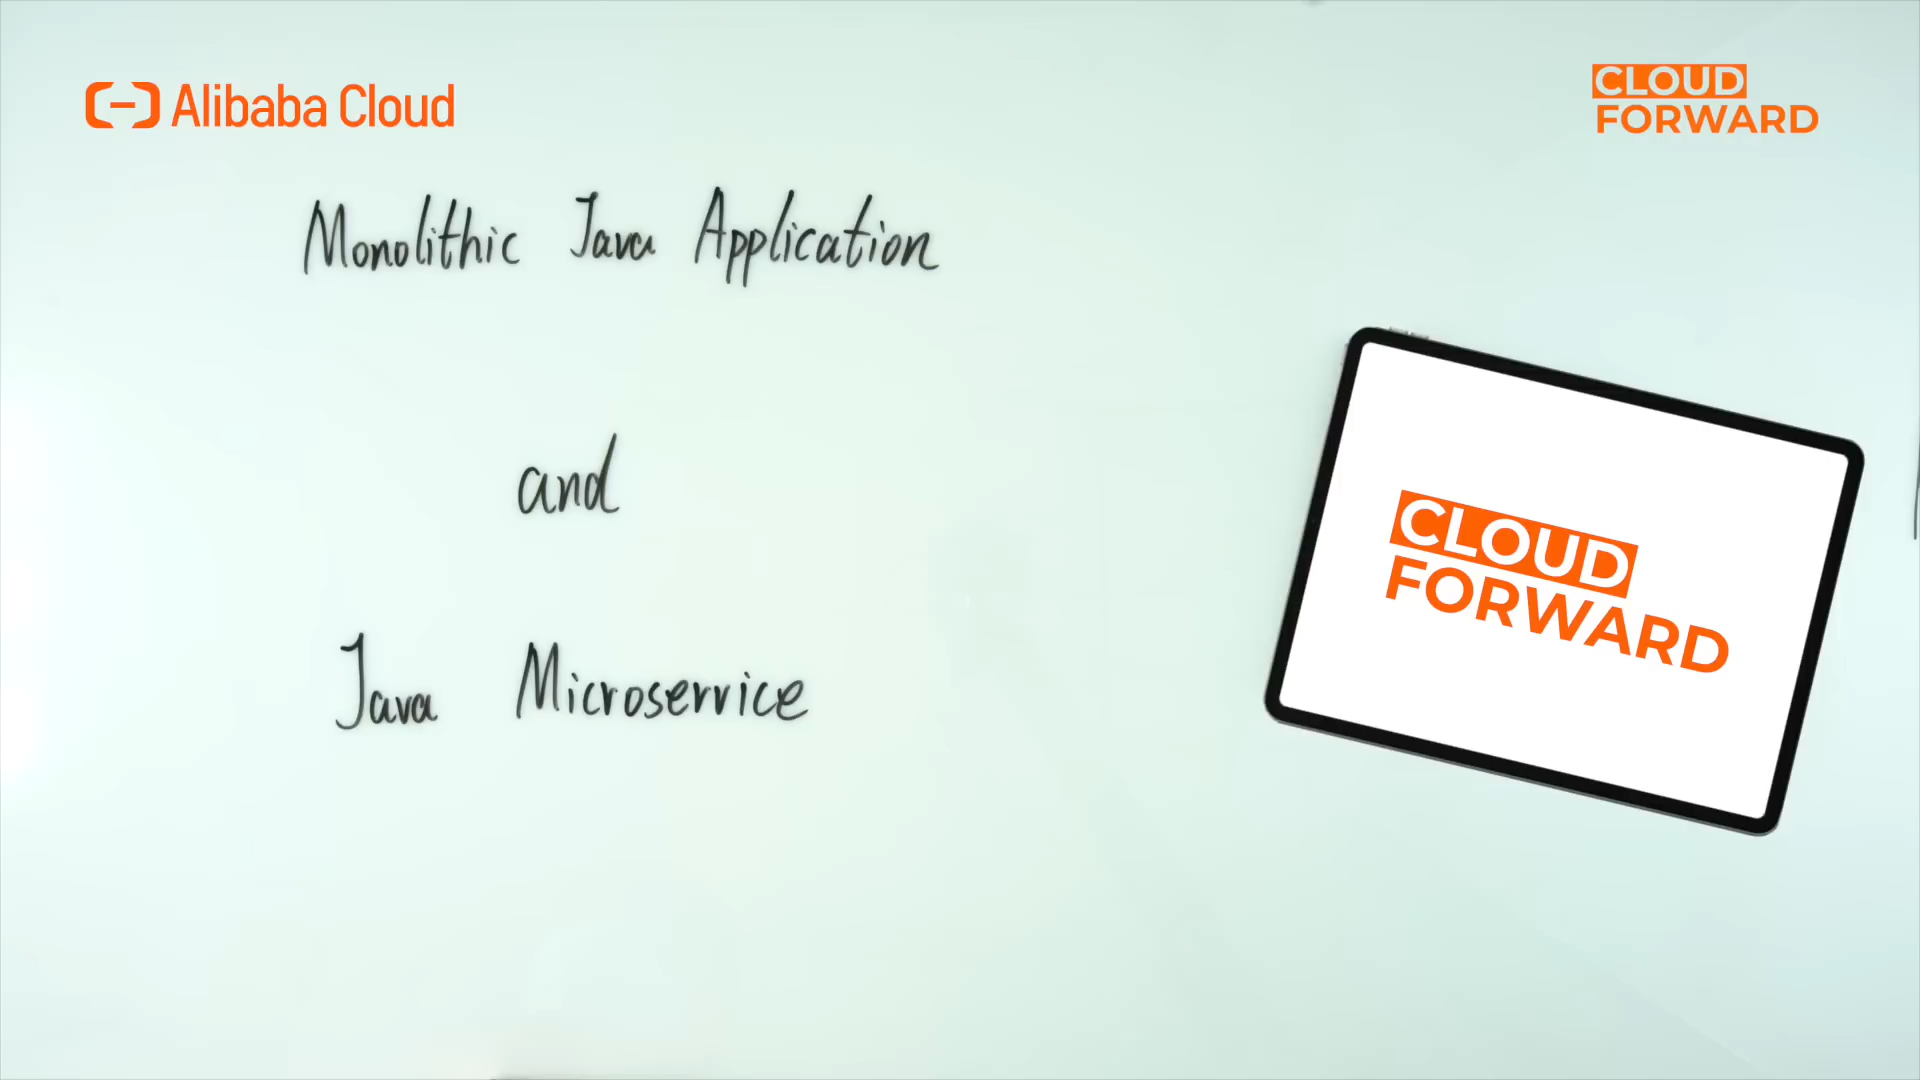 Alibaba Cloud
CLOUD
FORWARD
Monolithic Java Application
and
Java Microservice
CLOUD
FORWARD